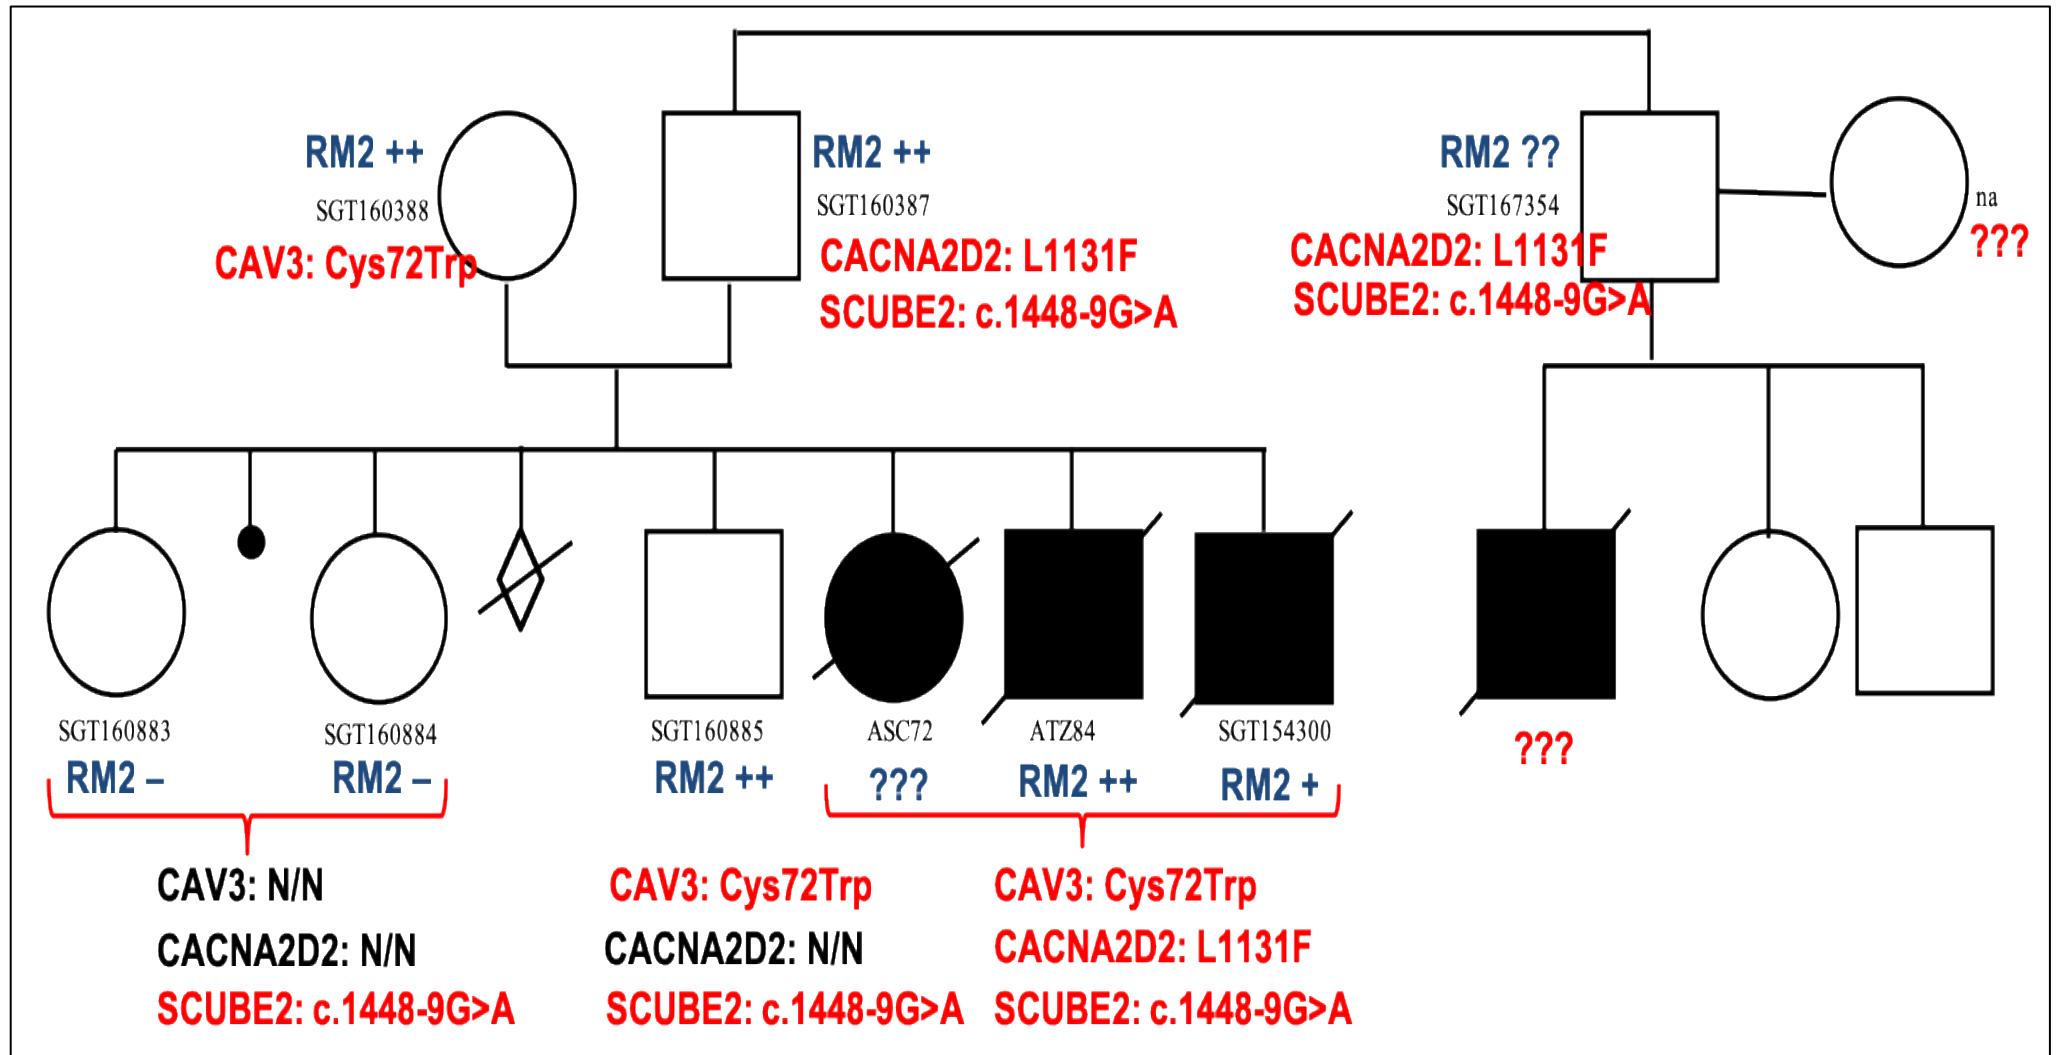 RM2 ++
SGT160388
CAV3: Cys72Trp
RM2 ++
SGT160387
CACNA2D2: L1131F
SCUBE2: c.1448-9G>A
RM2 ??
SGT167354
CACNA2D2: L1131F
SCUBE2: c.1448-9G>A
na
???
SGT160883
RM2 –
SGT160884
RM2 –
SGT160885
RM2 ++
ASC72
???
ATZ84
RM2 ++
SGT154300
RM2 +
???
CAV3: N/N
CACNA2D2: N/N
SCUBE2: c.1448-9G>A
CAV3: Cys72Trp
CACNA2D2: N/N
SCUBE2: c.1448-9G>A
CAV3: Cys72Trp
CACNA2D2: L1131F
SCUBE2: c.1448-9G>A